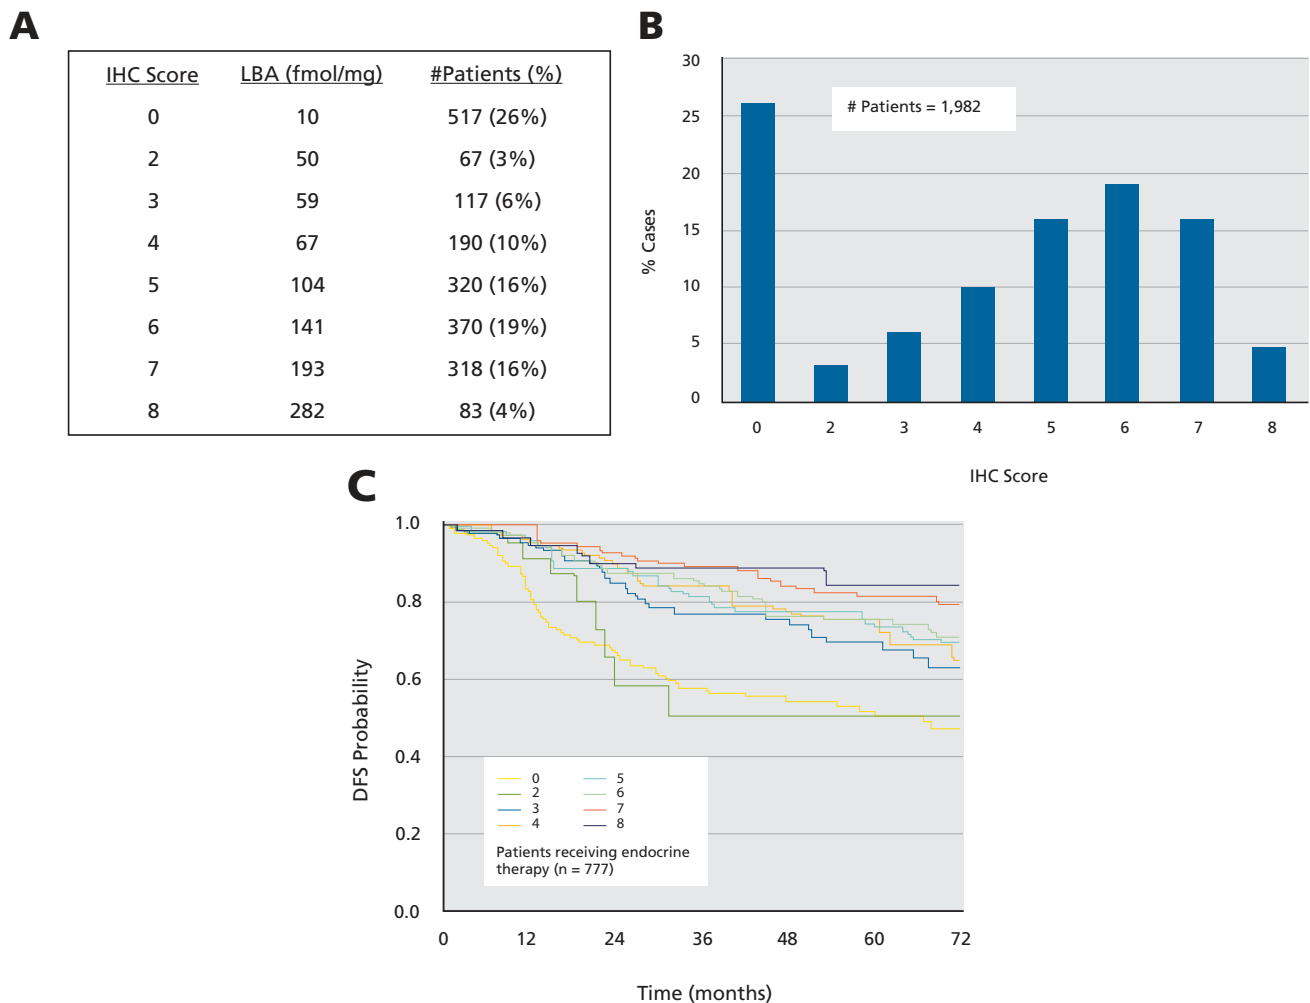 A
IHC Score LBA (fmol/mg) #Patients (%)
0 10 517 (26%)
2 50 67 (3%)
3 59 117 (6%)
4 67 190 (10%)
5 104 320 (16%)
6 141 370 (19%)
7 193 318 (16%)
8 282 83 (4%)
B
30
25
20
15
10
5
0
% Cases
# Patients = 1,982
0 2 3 4 5 6 7 8
IHC Score
C
1.0
0.8
0.6
0.4
0.2
0.0
DFS Probability
0 5
2 6
3 7
4 8
Patients receiving endocrine
therapy (n = 777)
0 12 24 36 48 60 72
Time (months)